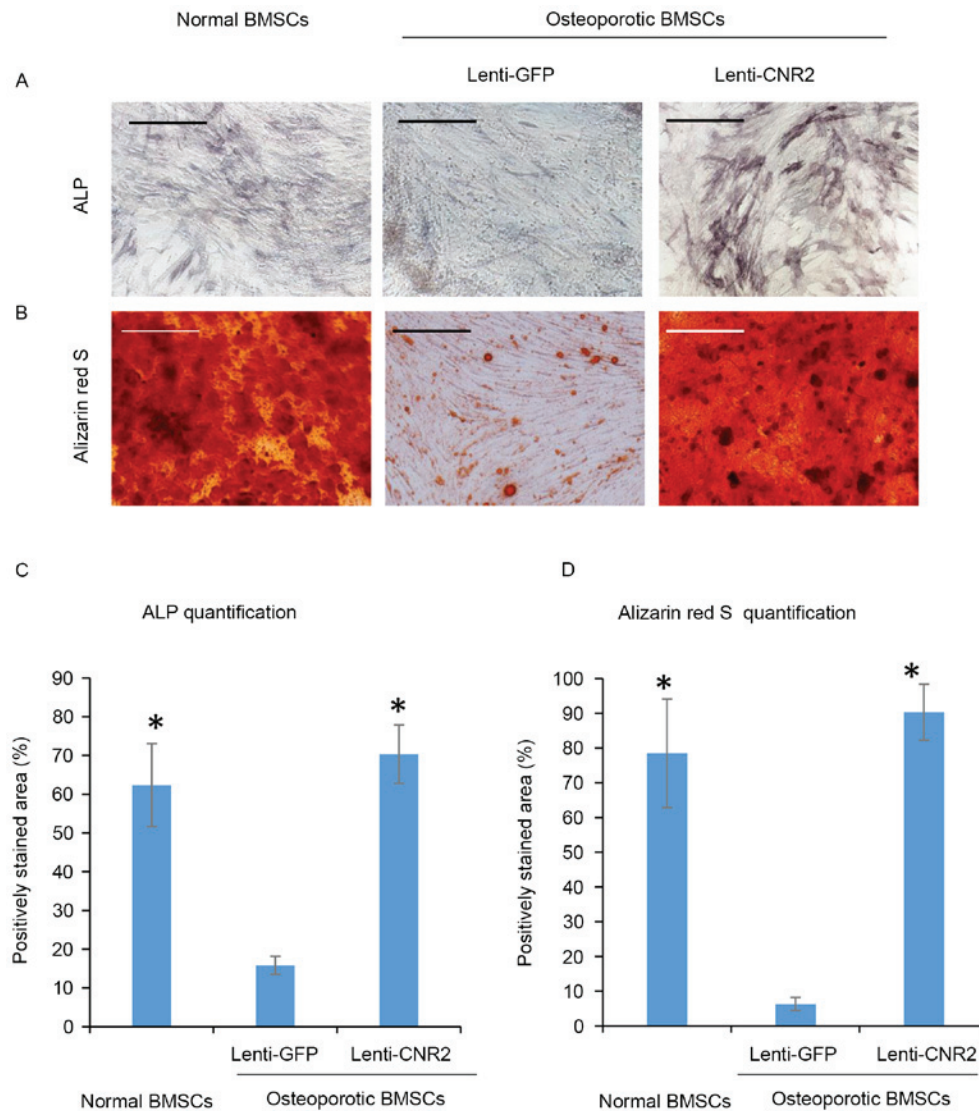 Normal BMSCs
Osteoporotic BMSCs
Lenti-GFP
Lenti-CNR2
A
ALP
B
Alizarin red S
C
ALP quantification
Positively stained area (%)
90
80
70
60
50
40
30
20
10
0
*
*
Lenti-GFP
Lenti-CNR2
Normal BMSCs
Osteoporotic BMSCs
D
Alizarin red S quantification
Positively stained area (%)
100
90
80
70
60
50
40
30
20
10
0
*
*
Lenti-GFP
Lenti-CNR2
Normal BMSCs
Osteoporotic BMSCs